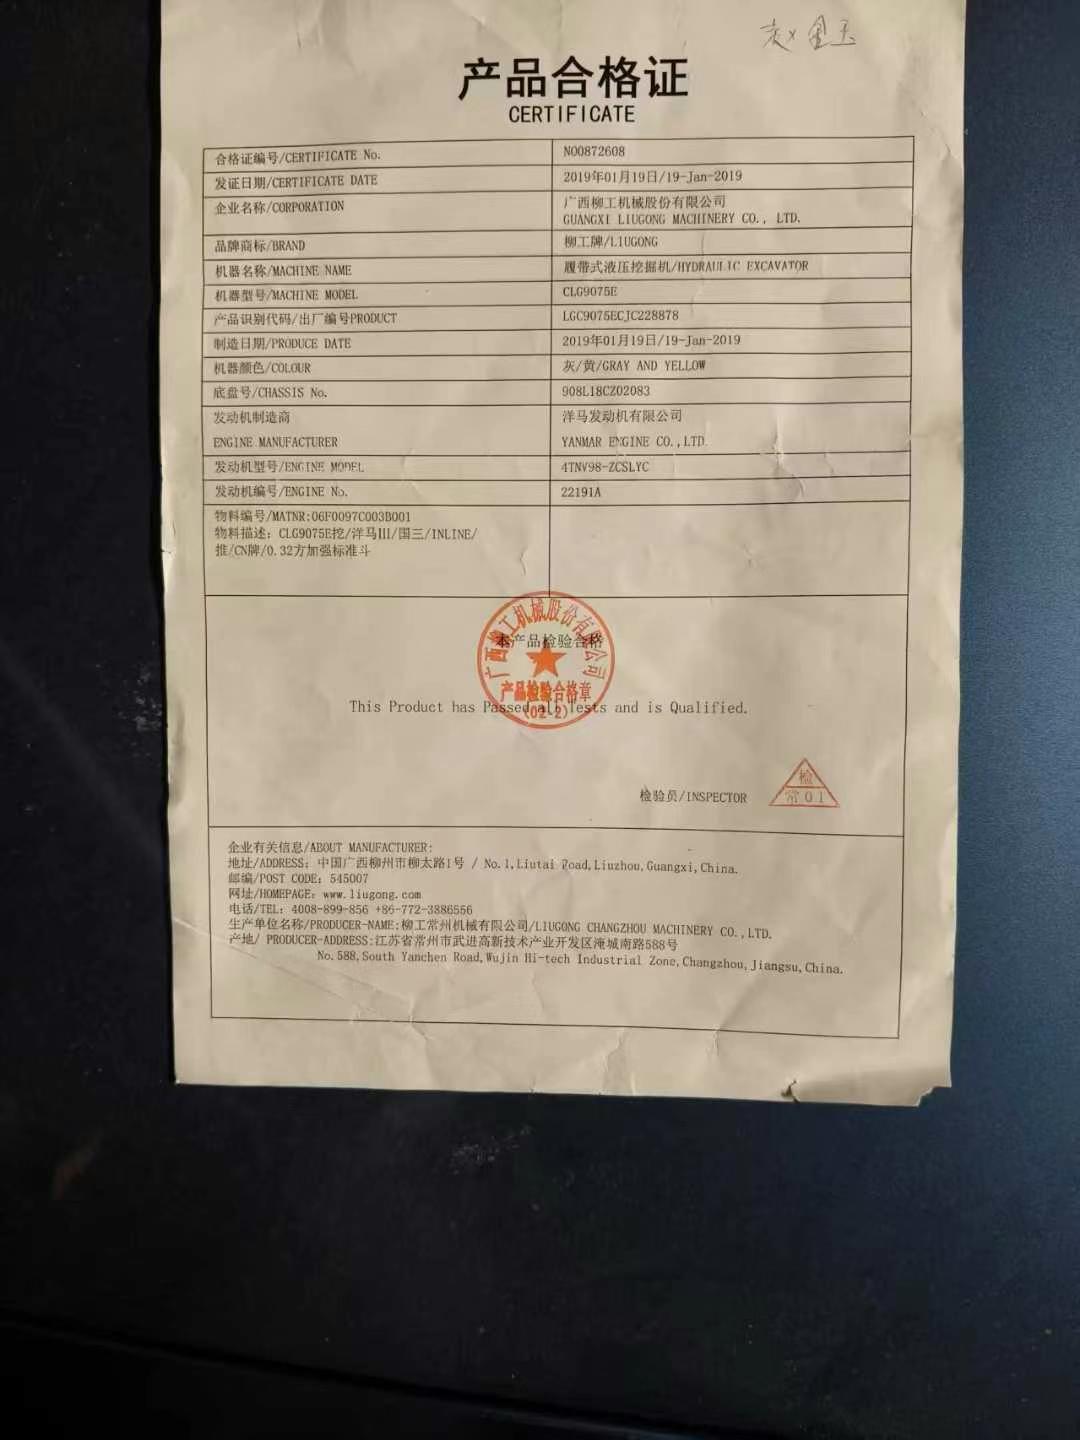 赵 金玉
产品合格证
CERTIFICATE
合格证编号/CERTIFICATE No. N00872608
发证日期/CERTIFICATE DATE 2019年01月19日/19-Jan-2019
企业名称/CORPORATION 广西柳工机械股份有限公司
GUANGXI LIUGONG MACHINERY CO., LTD.
品牌商标/BRAND 柳工牌/LIUGONG
机器名称/MACHINE NAME 履带式液压挖掘机/HYDRAULIC EXCAVATOR
机器型号/MACHINE MODEL CLG9075E
产品识别代码/出厂编号PRODUCT LGC9075ECJC228878
制造日期/PRODUCE DATE 2019年01月19日/19-Jan-2019
机器颜色/COLOUR 灰/黄/GRAY AND YELLOW
底盘号/CHASSIS No. 908L18CZ02083
发动机制造商 洋马发动机有限公司
ENGINE MANUFACTURER YANMAR ENGINE CO.,LTD.
发动机型号/ENGINE MODEL 4TNV98-ZCSLYC
发动机编号/ENGINE No. 22191A
物料编号/MATNR:06F0097C003B001
物料描述：CLG9075E挖/洋马III/国三/INLINE/
推/CN牌/0.32方加强标准斗
广西柳工机械股份有限公司
本产品检验合格
产品检验合格章
(02-2)
This Product has Passed all Tests and is Qualified.
检
检验员/INSPECTOR 常01
企业有关信息/ABOUT MANUFACTURER:
地址/ADDRESS: 中国广西柳州市柳太路1号 / No.1,Liutai Road,Liuzhou,Guangxi,China.
邮编/POST CODE: 545007
网址/HOMEPAGE: www.liugong.com
电话/TEL: 4008-899-856 +86-772-3886556
生产单位名称/PRODUCER-NAME:柳工常州机械有限公司/LIUGONG CHANGZHOU MACHINERY CO.,LTD.
产地/ PRODUCER-ADDRESS:江苏省常州市武进高新技术产业开发区淹城南路588号
No.588,South Yanchen Road,Wujin Hi-tech Industrial Zone,Changzhou,Jiangsu,China.